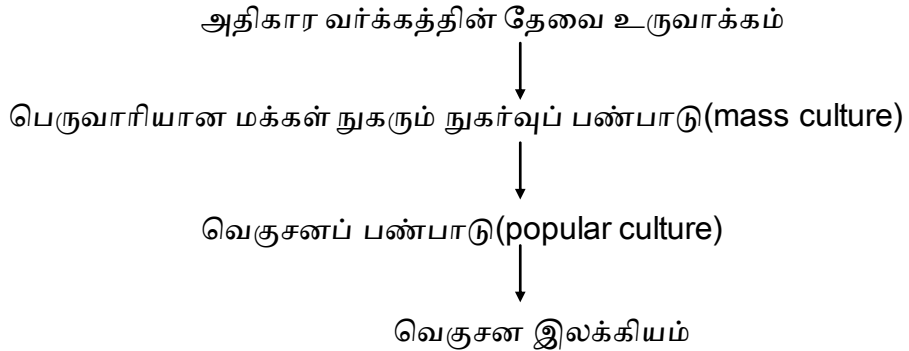 அதிகார வர்க்கத்தின் தேவை உருவாக்கம்
பெருவாரியான மக்கள் நுகரும் நுகர்வுப் பண்பாடு(mass culture)
வெகுசனப் பண்பாடு(popular culture)
வெகுசன இலக்கியம்